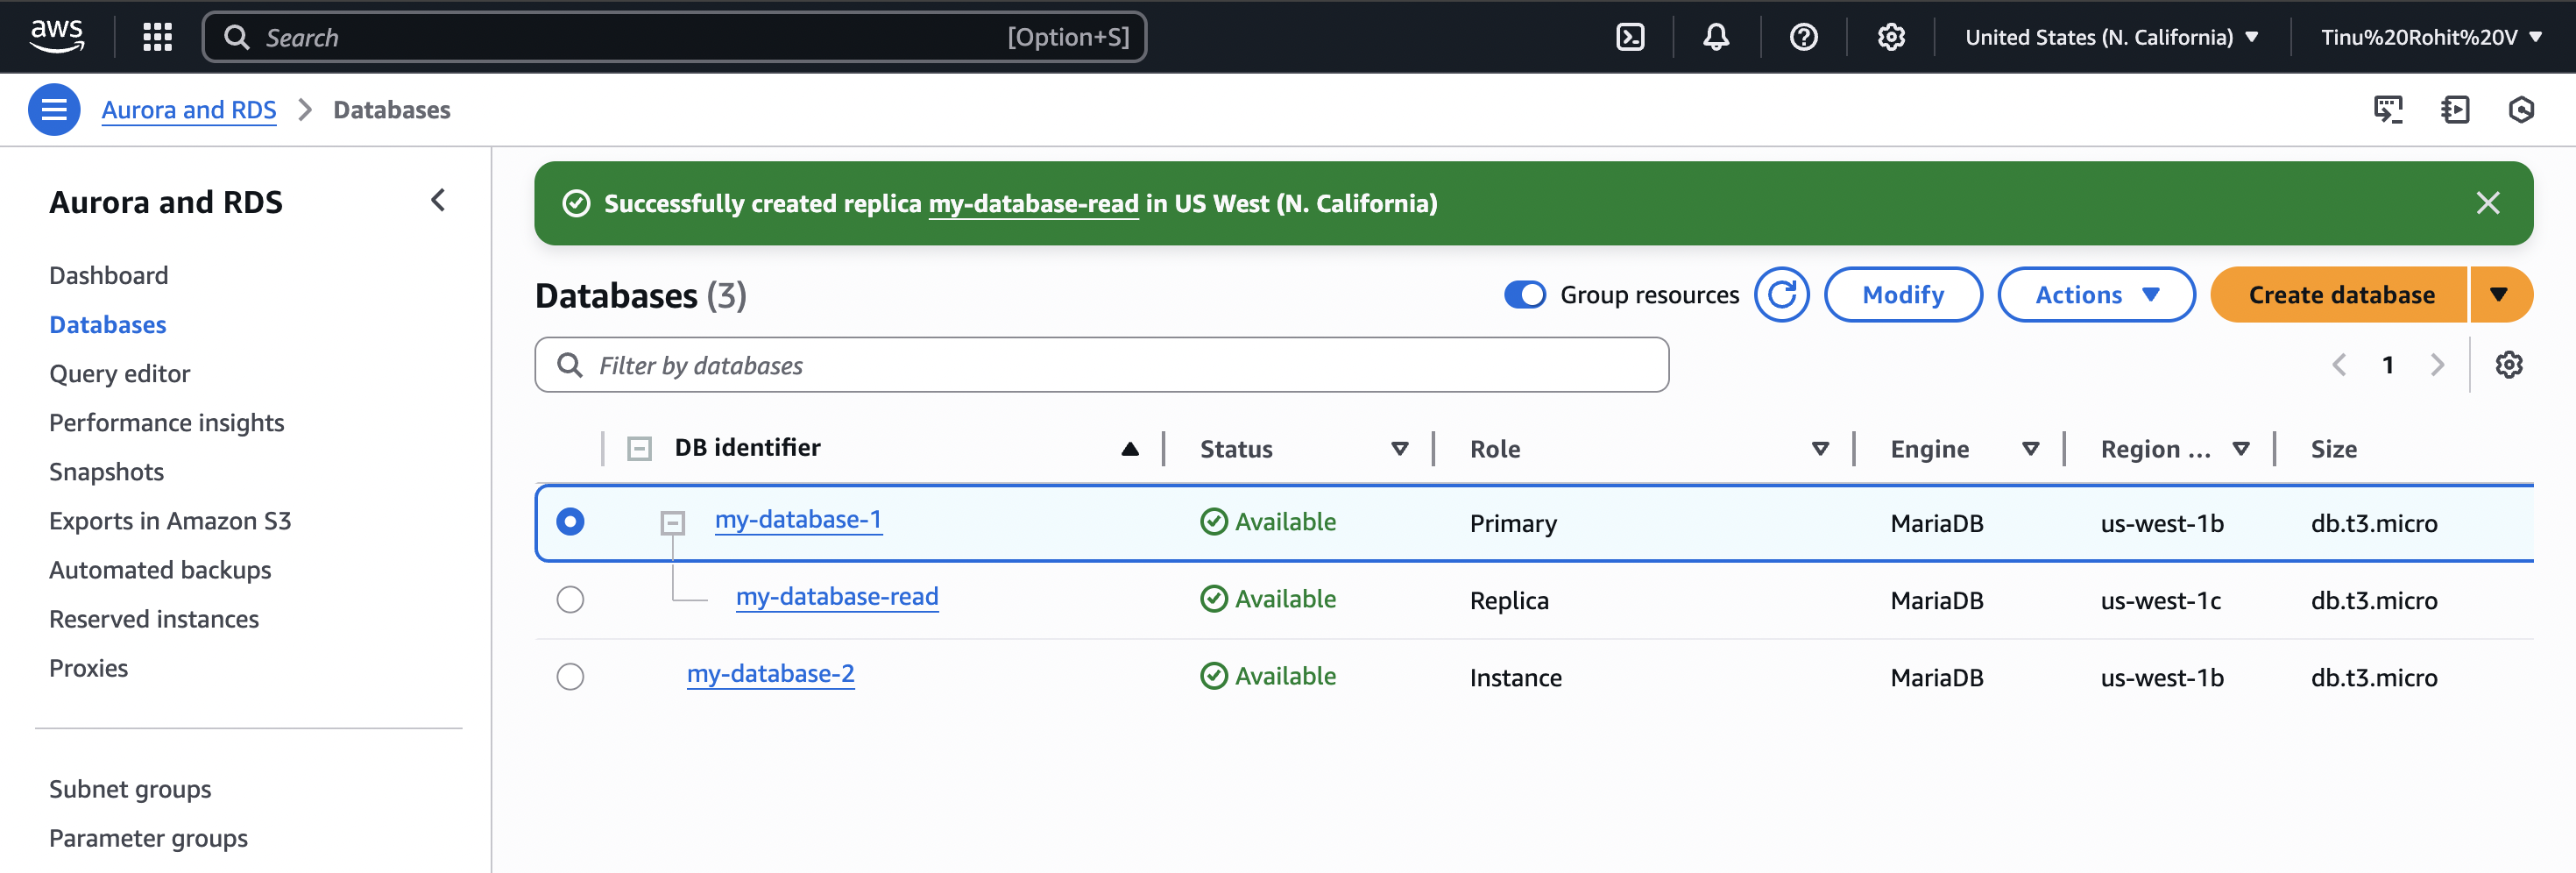 aws Search [Option+S] United States (N. California) Tinu%20Rohit%20V
Aurora and RDS Databases
Aurora and RDS
Dashboard
Databases
Query editor
Performance insights
Snapshots
Exports in Amazon S3
Automated backups
Reserved instances
Proxies
Subnet groups
Parameter groups
Successfully created replica my-database-read in US West (N. California)
Databases (3) Group resources Modify Actions Create database
Filter by databases 1
DB identifier Status Role Engine Region ... Size
my-database-1 Available Primary MariaDB us-west-1b db.t3.micro
my-database-read Available Replica MariaDB us-west-1c db.t3.micro
my-database-2 Available Instance MariaDB us-west-1b db.t3.micro